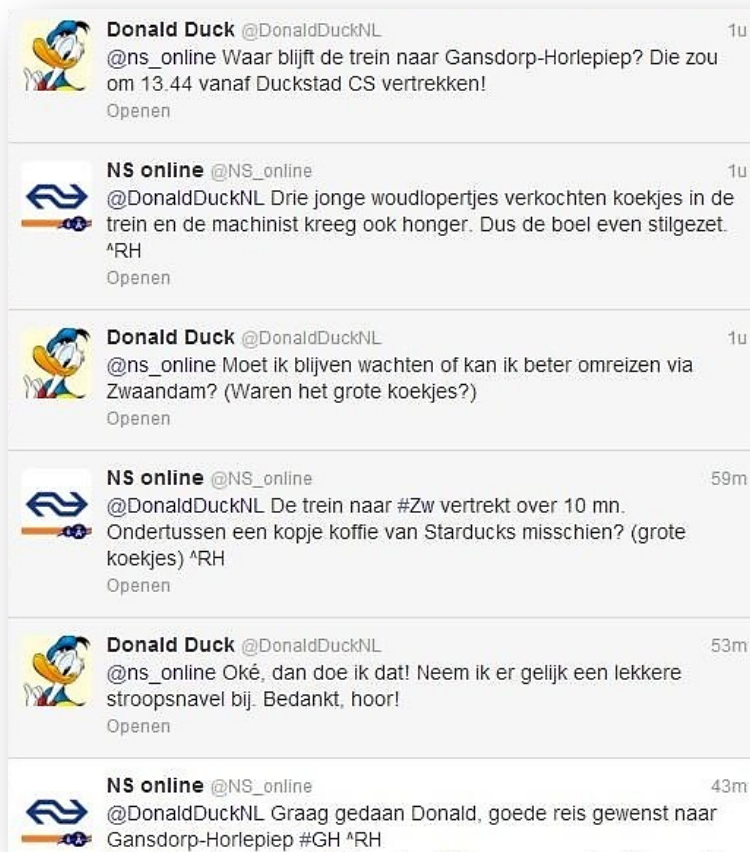 Donald Duck @DonaldDuckNL 1u
@ns_online Waar blijft de trein naar Gansdorp-Horlepiep? Die zou
om 13.44 vanaf Duckstad CS vertrekken!
Openen
NS online @NS_online 1u
@DonaldDuckNL Drie jonge woudlopertjes verkochten koekjes in de
trein en de machinist kreeg ook honger. Dus de boel even stilgezet.
^RH
Openen
Donald Duck @DonaldDuckNL 1u
@ns_online Moet ik blijven wachten of kan ik beter omreizen via
Zwaandam? (Waren het grote koekjes?)
Openen
NS online @NS_online 59m
@DonaldDuckNL De trein naar #Zw vertrekt over 10 mn.
Ondertussen een kopje koffie van Starducks misschien? (grote
koekjes) ^RH
Openen
Donald Duck @DonaldDuckNL 53m
@ns_online Oké, dan doe ik dat! Neem ik er gelijk een lekkere
stroopsnavel bij. Bedankt, hoor!
Openen
NS online @NS_online 43m
@DonaldDuckNL Graag gedaan Donald, goede reis gewenst naar
Gansdorp-Horlepiep #GH ^RH